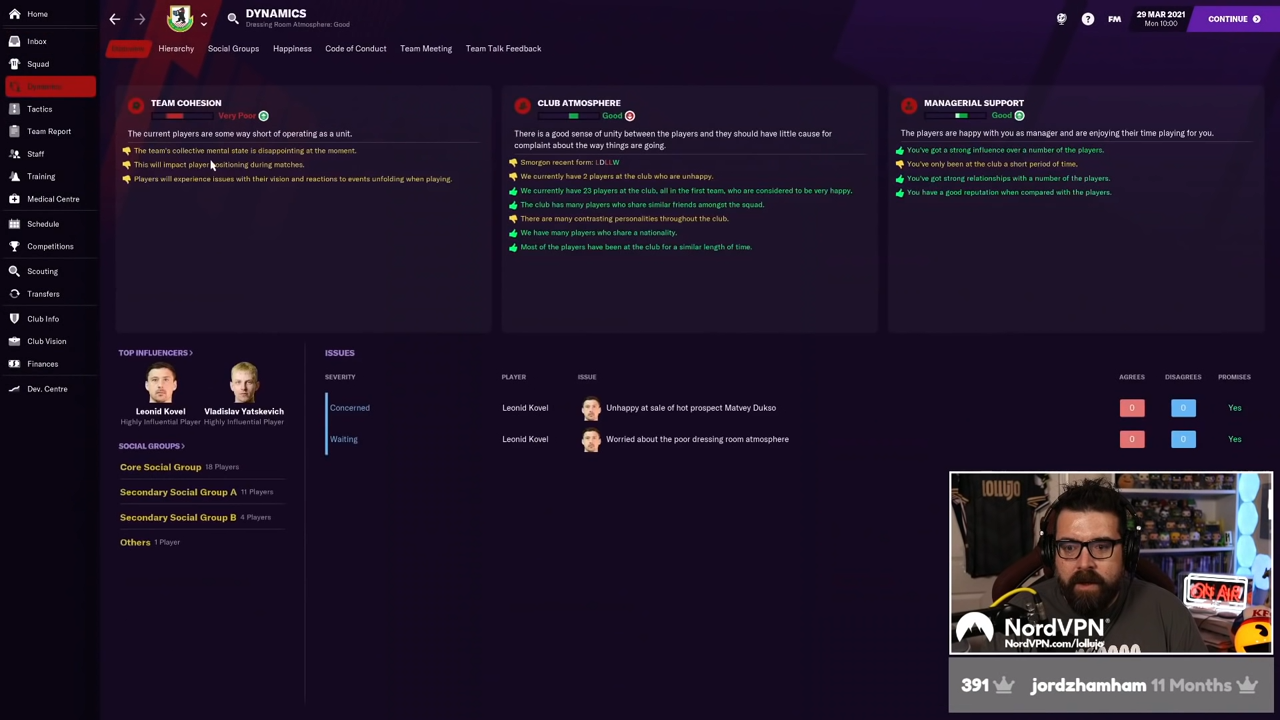 Home
DYNAMICS
Dressing Room Atmosphere: Good
FM
29 MAR 2021
Mon 10:00
CONTINUE
Inbox
Squad
Dynamics
Tactics
Team Report
Staff
Training
Medical Centre
Schedule
Competitions
Scouting
Transfers
Club Info
Club Vision
Finances
Dev. Centre
Hierarchy
Social Groups
Happiness
Code of Conduct
Team Meeting
Team Talk Feedback
TEAM COHESION
Very Poor
The current players are some way short of operating as a unit.
The team's collective mental state is disappointing at the moment.
This will impact player positioning during matches.
Players will experience issues with their vision and reactions to events unfolding when playing.
CLUB ATMOSPHERE
Good
There is a good sense of unity between the players and they should have little cause for
complaint about the way things are going.
Smorgon recent form: LDLLW
We currently have 2 players at the club who are unhappy.
We currently have 23 players at the club, all in the first team, who are considered to be very happy.
The club has many players who share similar friends amongst the squad.
There are many contrasting personalities throughout the club.
We have many players who share a nationality.
Most of the players have been at the club for a similar length of time.
MANAGERIAL SUPPORT
Good
The players are happy with you as manager and are enjoying their time playing for you.
You've got a strong influence over a number of the players.
You've only been at the club a short period of time.
You've got strong relationships with a number of the players.
You have a good reputation when compared with the players.
TOP INFLUENCERS >
Leonid Kovel
Highly Influential Player
Vladislav Yatskevich
Highly Influential Player
SOCIAL GROUPS >
Core Social Group 18 Players
Secondary Social Group A 11 Players
Secondary Social Group B 4 Players
Others 1 Player
ISSUES
SEVERITY PLAYER ISSUE AGREES DISAGREES PROMISES
Concerned Leonid Kovel Unhappy at sale of hot prospect Matvey Dukso 0 0 Yes
Waiting Leonid Kovel Worried about the poor dressing room atmosphere 0 0 Yes
lollujo
ON AIR
NordVPN®
NordVPN.com/lollujo
391 jordzhamham 11 Months